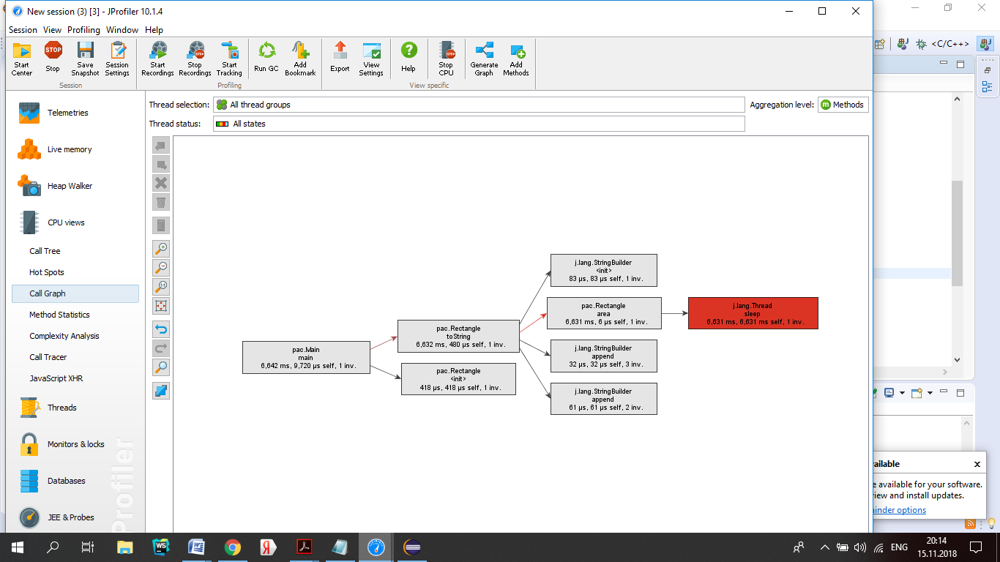 New session (3) [3] - JProfiler 10.1.4
Session View Profiling Window Help
Start Center
Stop
Save Snapshot
Session Settings
Start Recordings
Stop Recordings
Start Tracking
Run GC
Add Bookmark
Export
View Settings
Help
Stop CPU
Generate Graph
Add Methods
Session
Profiling
View specific
<C/C++>
Telemetries
Live memory
Heap Walker
CPU views
Call Tree
Hot Spots
Call Graph
Method Statistics
Complexity Analysis
Call Tracer
JavaScript XHR
Threads
Monitors & locks
Databases
JEE & Probes
Profiler
Thread selection:
All thread groups
Aggregation level:
Methods
Thread status:
All states
pac.Main
main
6,642 ms, 9,720 µs self, 1 inv.
pac.Rectangle
toString
6,632 ms, 480 µs self, 1 inv.
pac.Rectangle
<init>
418 µs, 418 µs self, 1 inv.
j.lang.StringBuilder
<init>
83 µs, 83 µs self, 1 inv.
pac.Rectangle
area
6,631 ms, 6 µs self, 1 inv.
j.lang.StringBuilder
append
32 µs, 32 µs self, 3 inv.
j.lang.StringBuilder
append
61 µs, 61 µs self, 2 inv.
j.lang.Thread
sleep
6,631 ms, 6,631 ms self, 1 inv.
ailable
e available for your software.
iew and install updates.
inder options
WS
Я
ENG
20:14
15.11.2018